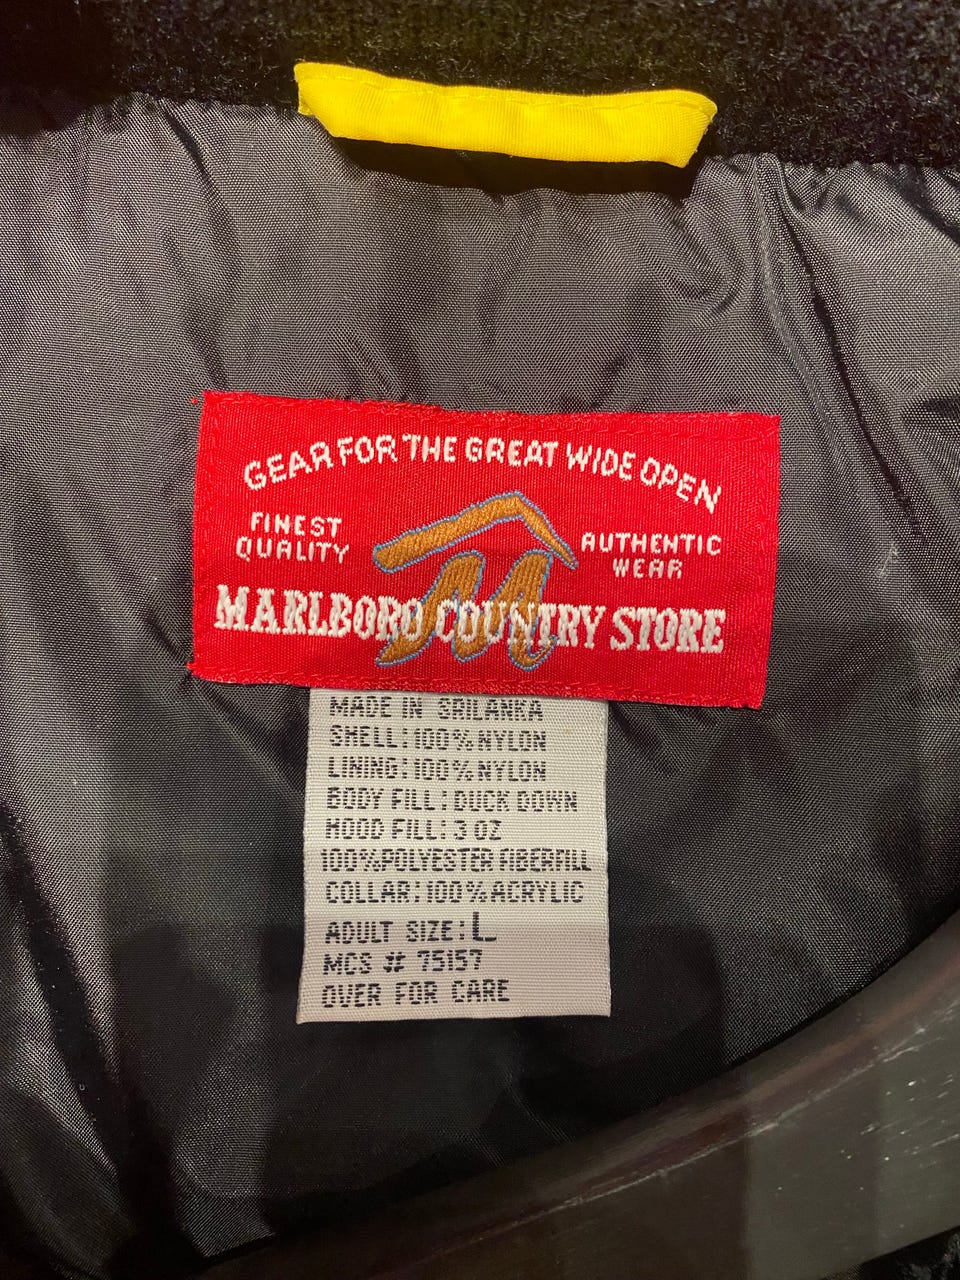 GEAR FOR THE GREAT WIDE OPEN
FINEST
QUALITY
AUTHENTIC
WEAR
M
MARLBORO COUNTRY STORE
MADE IN SRILANKA
SHELL: 100% NYLON
LINING: 100% NYLON
BODY FILL: DUCK DOWN
HOOD FILL: 3 OZ
100% POLYESTER FIBERFILL
COLLAR: 100% ACRYLIC
ADULT SIZE: L
MCS # 75157
OVER FOR CARE